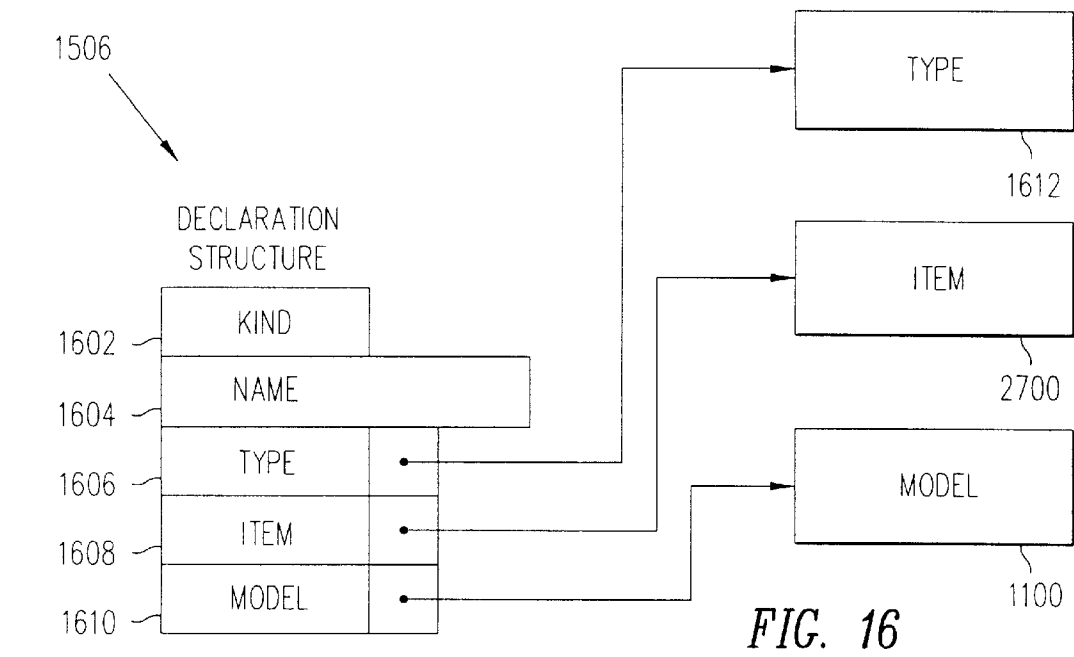 1506
DECLARATION
STRUCTURE
1602
KIND
1604
NAME
1606
TYPE
1608
ITEM
1610
MODEL
TYPE
1612
ITEM
2700
MODEL
1100
FIG. 16